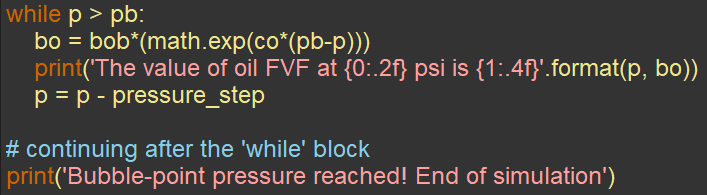 while p > pb:
    bo = bob*(math.exp(co*(pb-p)))
    print('The value of oil FVF at {0:.2f} psi is {1:.4f}'.format(p, bo))
    p = p - pressure_step

# continuing after the 'while' block
print('Bubble-point pressure reached! End of simulation')